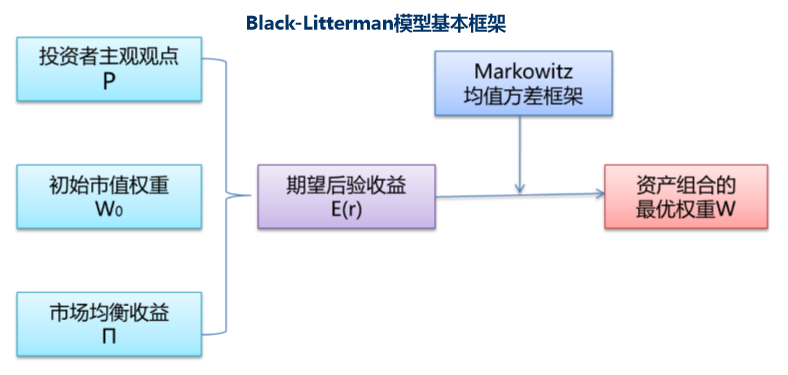 Black-Litterman模型基本框架
投资者主观观点
P
Markowitz
均值方差框架
初始市值权重
W₀
期望后验收益
E(r)
资产组合的
最优权重W
市场均衡收益
Π